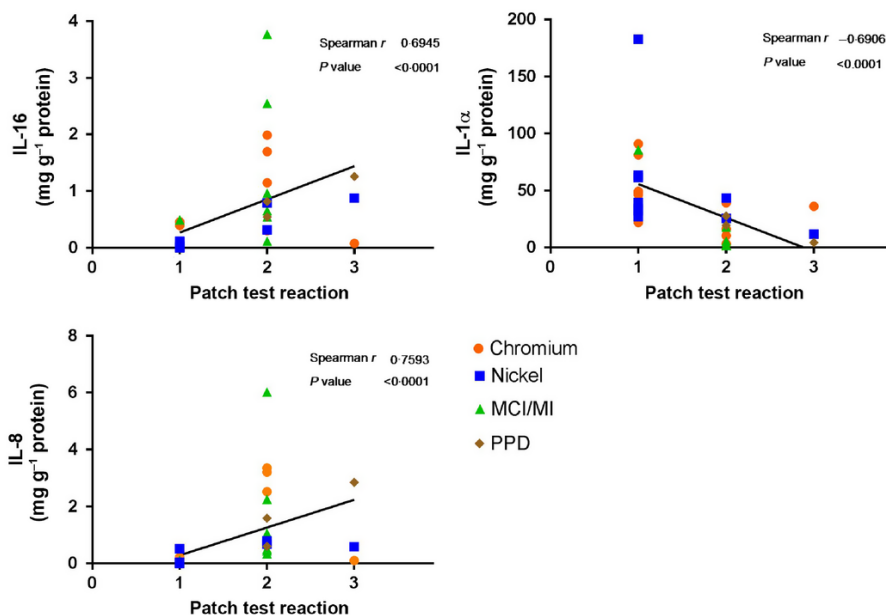 4
3
2
1
0
0 1 2 3
IL-16
(mg g⁻¹ protein)
Patch test reaction
Spearman r 0·6945
P value <0·0001
200
150
100
50
0
0 1 2 3
IL-1α
(mg g⁻¹ protein)
Patch test reaction
Spearman r –0·6906
P value <0·0001
8
6
4
2
0
0 1 2 3
IL-8
(mg g⁻¹ protein)
Patch test reaction
Spearman r 0·7593
P value <0·0001
Chromium
Nickel
MCI/MI
PPD